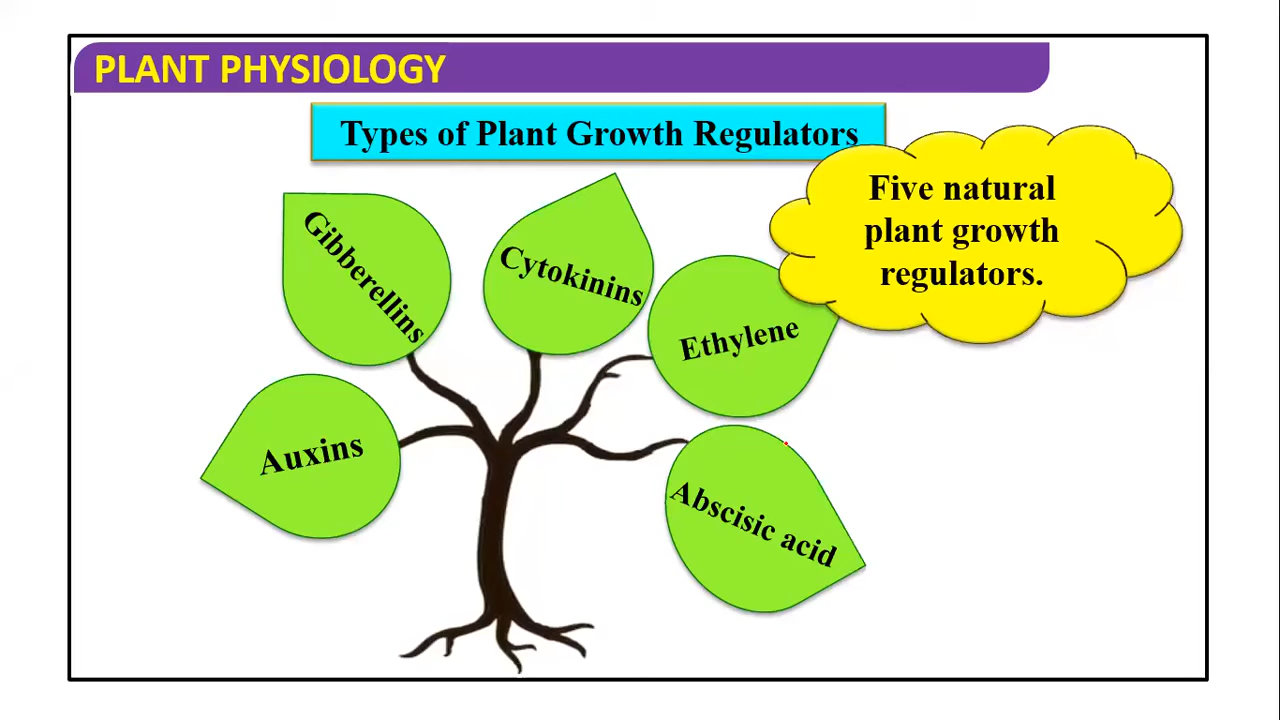 PLANT PHYSIOLOGY
Types of Plant Growth Regulators
Five natural
plant growth
regulators.
Gibberellins
Cytokinins
Ethylene
Auxins
Abscisic acid